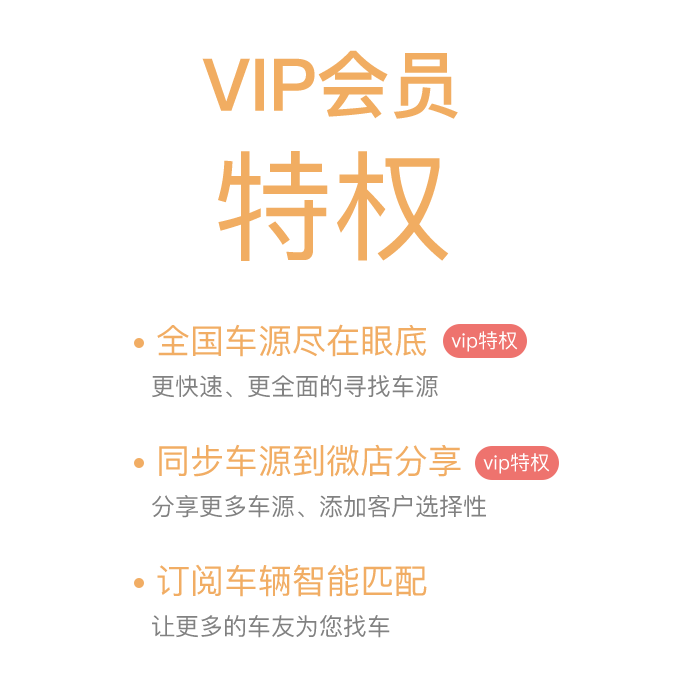 VIP会员
特权
• 全国车源尽在眼底 vip特权
更快速、更全面的寻找车源
• 同步车源到微店分享 vip特权
分享更多车源、添加客户选择性
• 订阅车辆智能匹配
让更多的车友为您找车